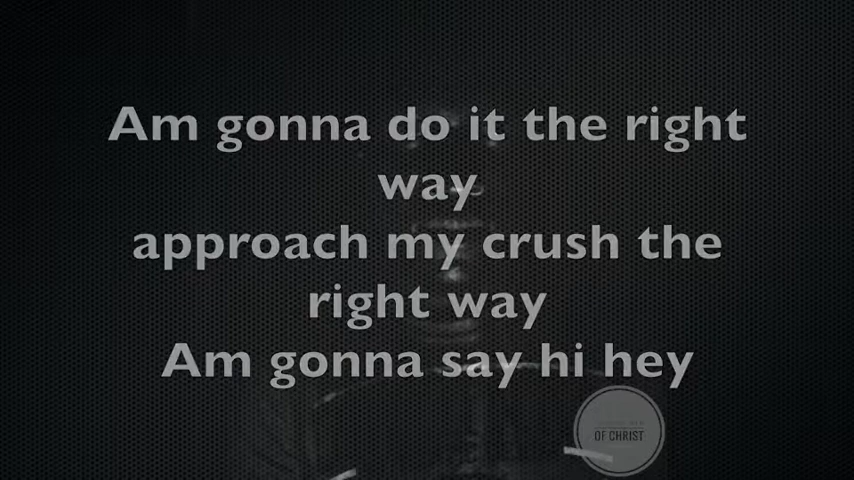 Am gonna do it the right
way
approach my crush the
right way
Am gonna say hi hey
OF CHRIST